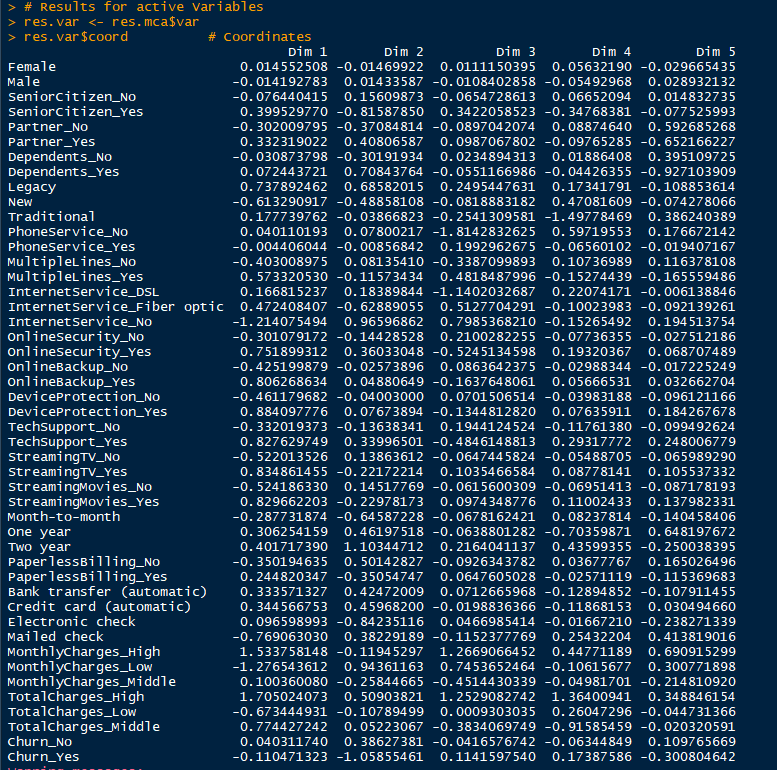 > # Results for active Variables
> res.var <- res.mca$var
> res.var$coord          # Coordinates
Dim 1 Dim 2 Dim 3 Dim 4 Dim 5
Female 0.014552508 -0.01469922 0.0111150395 0.05632190 -0.029665435
Male -0.014192783 0.01433587 -0.0108402858 -0.05492968 0.028932132
SeniorCitizen_No -0.076440415 0.15609873 -0.0654728613 0.06652094 0.014832735
SeniorCitizen_Yes 0.399529770 -0.81587850 0.3422058523 -0.34768381 -0.077525993
Partner_No -0.302009795 -0.37084814 -0.0897042074 0.08874640 0.592685268
Partner_Yes 0.332319022 0.40806587 0.0987067802 -0.09765285 -0.652166227
Dependents_No -0.030873798 -0.30191934 0.0234894313 0.01886408 0.395109725
Dependents_Yes 0.072443721 0.70843764 -0.0551166986 -0.04426355 -0.927103909
Legacy 0.737892462 0.68582015 0.2495447631 0.17341791 -0.108853614
New -0.613290917 -0.48858108 -0.0818883182 0.47081609 -0.074278066
Traditional 0.177739762 -0.03866823 -0.2541309581 -1.49778469 0.386240389
PhoneService_No 0.040110193 0.07800217 -1.8142832625 0.59719553 0.176672142
PhoneService_Yes -0.004406044 -0.00856842 0.1992962675 -0.06560102 -0.019407167
MultipleLines_No -0.403008975 0.08135410 -0.3387099893 0.10736989 0.116378108
MultipleLines_Yes 0.573320530 -0.11573434 0.4818487996 -0.15274439 -0.165559486
InternetService_DSL 0.166815237 0.18389844 -1.1402032687 0.22074171 -0.006138846
InternetService_Fiber optic 0.472408407 -0.62889055 0.5127704291 -0.10023983 -0.092139261
InternetService_No -1.214075494 0.96596862 0.7985368210 -0.15265492 0.194513754
OnlineSecurity_No -0.301079172 -0.14428528 0.2100282255 -0.07736355 -0.027512186
OnlineSecurity_Yes 0.751899312 0.36033048 -0.5245134598 0.19320367 0.068707489
OnlineBackup_No -0.425199879 -0.02573896 0.0863642375 -0.02988344 -0.017225249
OnlineBackup_Yes 0.806268634 0.04880649 -0.1637648061 0.05666531 0.032662704
DeviceProtection_No -0.461179682 -0.04003000 0.0701506514 -0.03983188 -0.096121166
DeviceProtection_Yes 0.884097776 0.07673894 -0.1344812820 0.07635911 0.184267678
TechSupport_No -0.332019373 -0.13638341 0.1944124524 -0.11761380 -0.099492624
TechSupport_Yes 0.827629749 0.33996501 -0.4846148813 0.29317772 0.248006779
StreamingTV_No -0.522013526 0.13863612 -0.0647445824 -0.05488705 -0.065989290
StreamingTV_Yes 0.834861455 -0.22172214 0.1035466584 0.08778141 0.105537332
StreamingMovies_No -0.524186330 0.14517769 -0.0615600309 -0.06951413 -0.087178193
StreamingMovies_Yes 0.829662203 -0.22978173 0.0974348776 0.11002433 0.137982331
Month-to-month -0.287731874 -0.64587228 -0.0678162421 0.08237814 -0.140458406
One year 0.306254159 0.46197518 -0.0638801282 -0.70359871 0.648197672
Two year 0.401717390 1.10344712 0.2164041137 0.43599355 -0.250038395
PaperlessBilling_No -0.350194635 0.50142827 -0.0926343782 0.03677767 0.165026496
PaperlessBilling_Yes 0.244820347 -0.35054747 0.0647605028 -0.02571119 -0.115369683
Bank transfer (automatic) 0.333571327 0.42472009 0.0712665968 -0.12894852 -0.107911455
Credit card (automatic) 0.344566753 0.45968200 -0.0198836366 -0.11868153 0.030494660
Electronic check 0.096598993 -0.84235116 0.0466985414 -0.01667210 -0.238271339
Mailed check -0.769063030 0.38229189 -0.1152377769 0.25432204 0.413819016
MonthlyCharges_High 1.533758148 -0.11945297 1.2669066452 0.44771189 0.690915299
MonthlyCharges_Low -1.276543612 0.94361163 0.7453652464 -0.10615677 0.300771898
MonthlyCharges_Middle 0.100360080 -0.25844665 -0.4514430339 -0.04981701 -0.214810920
TotalCharges_High 1.705024073 0.50903821 1.2529082742 1.36400941 0.348846154
TotalCharges_Low -0.673444931 -0.10789499 0.0009303035 0.26047296 -0.044731366
TotalCharges_Middle 0.774427242 0.05223067 -0.3834069749 -0.91585459 -0.020320591
Churn_No 0.040311740 0.38627381 -0.0416576742 -0.06344849 0.109765669
Churn_Yes -0.110471323 -1.05855461 0.1141597540 0.17387586 -0.300804642